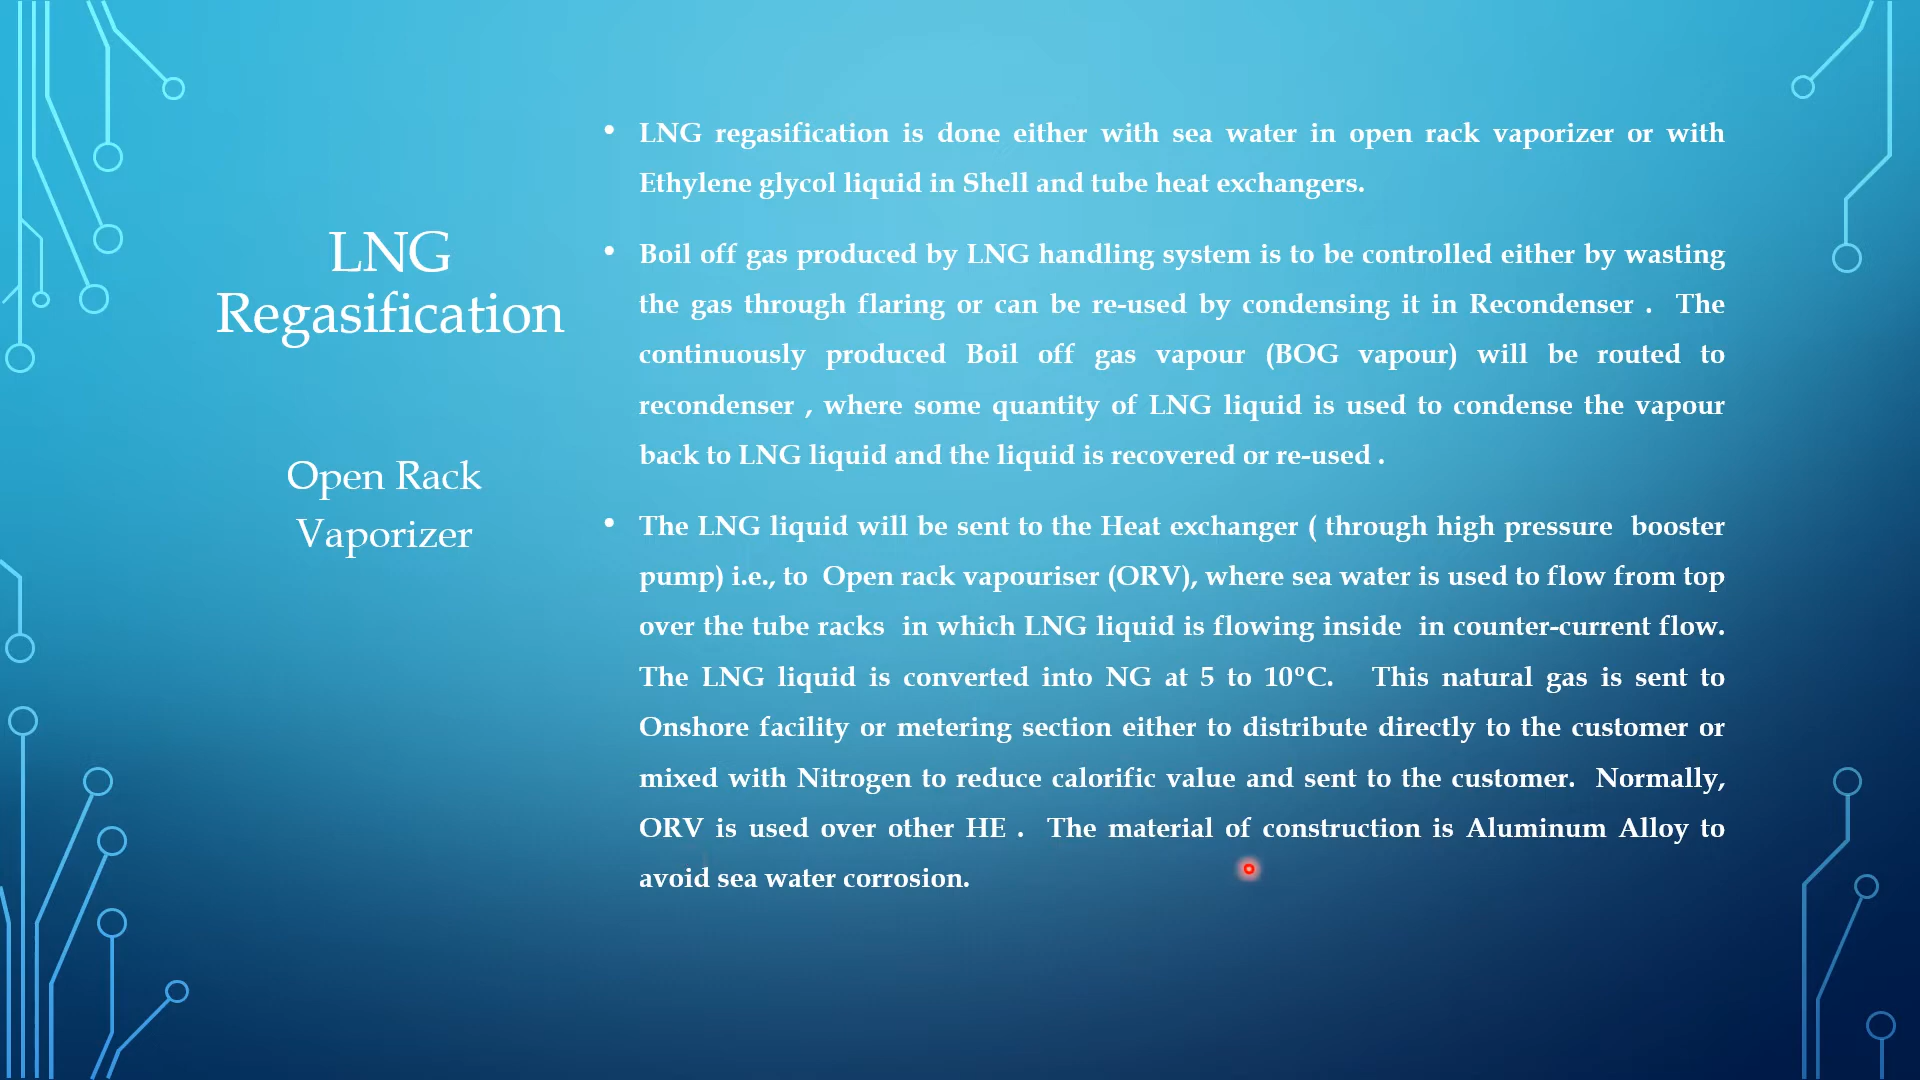 LNG
Regasification
Open Rack
Vaporizer
• LNG regasification is done either with sea water in open rack vaporizer or with
Ethylene glycol liquid in Shell and tube heat exchangers.
• Boil off gas produced by LNG handling system is to be controlled either by wasting
the gas through flaring or can be re-used by condensing it in Recondenser . The
continuously produced Boil off gas vapour (BOG vapour) will be routed to
recondenser , where some quantity of LNG liquid is used to condense the vapour
back to LNG liquid and the liquid is recovered or re-used .
• The LNG liquid will be sent to the Heat exchanger ( through high pressure booster
pump) i.e., to Open rack vapouriser (ORV), where sea water is used to flow from top
over the tube racks in which LNG liquid is flowing inside in counter-current flow.
The LNG liquid is converted into NG at 5 to 10ºC. This natural gas is sent to
Onshore facility or metering section either to distribute directly to the customer or
mixed with Nitrogen to reduce calorific value and sent to the customer. Normally,
ORV is used over other HE . The material of construction is Aluminum Alloy to
avoid sea water corrosion.